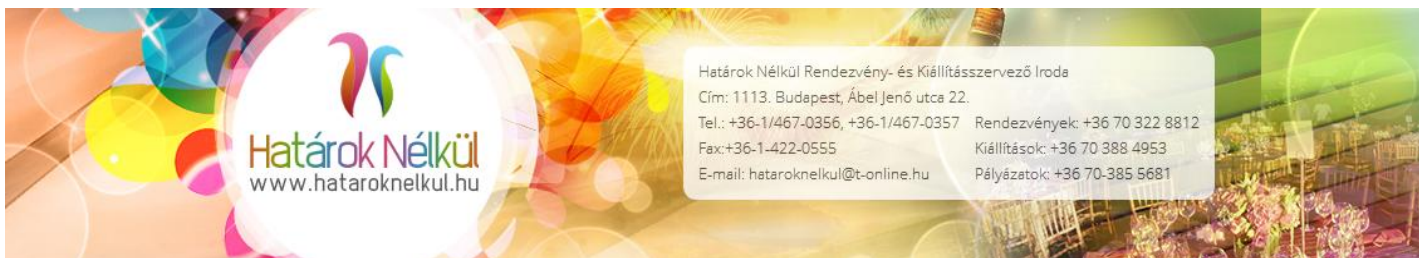 Határok Nélkül
www.hataroknelkul.hu
Határok Nélkül Rendezvény- és Kiállításszervező Iroda
Cím: 1113. Budapest, Ábel Jenő utca 22.
Tel.: +36-1/467-0356, +36-1/467-0357 Rendezvények: +36 70 322 8812
Fax:+36-1-422-0555 Kiállítások: +36 70 388 4953
E-mail: hataroknelkul@t-online.hu Pályázatok: +36 70-385 5681